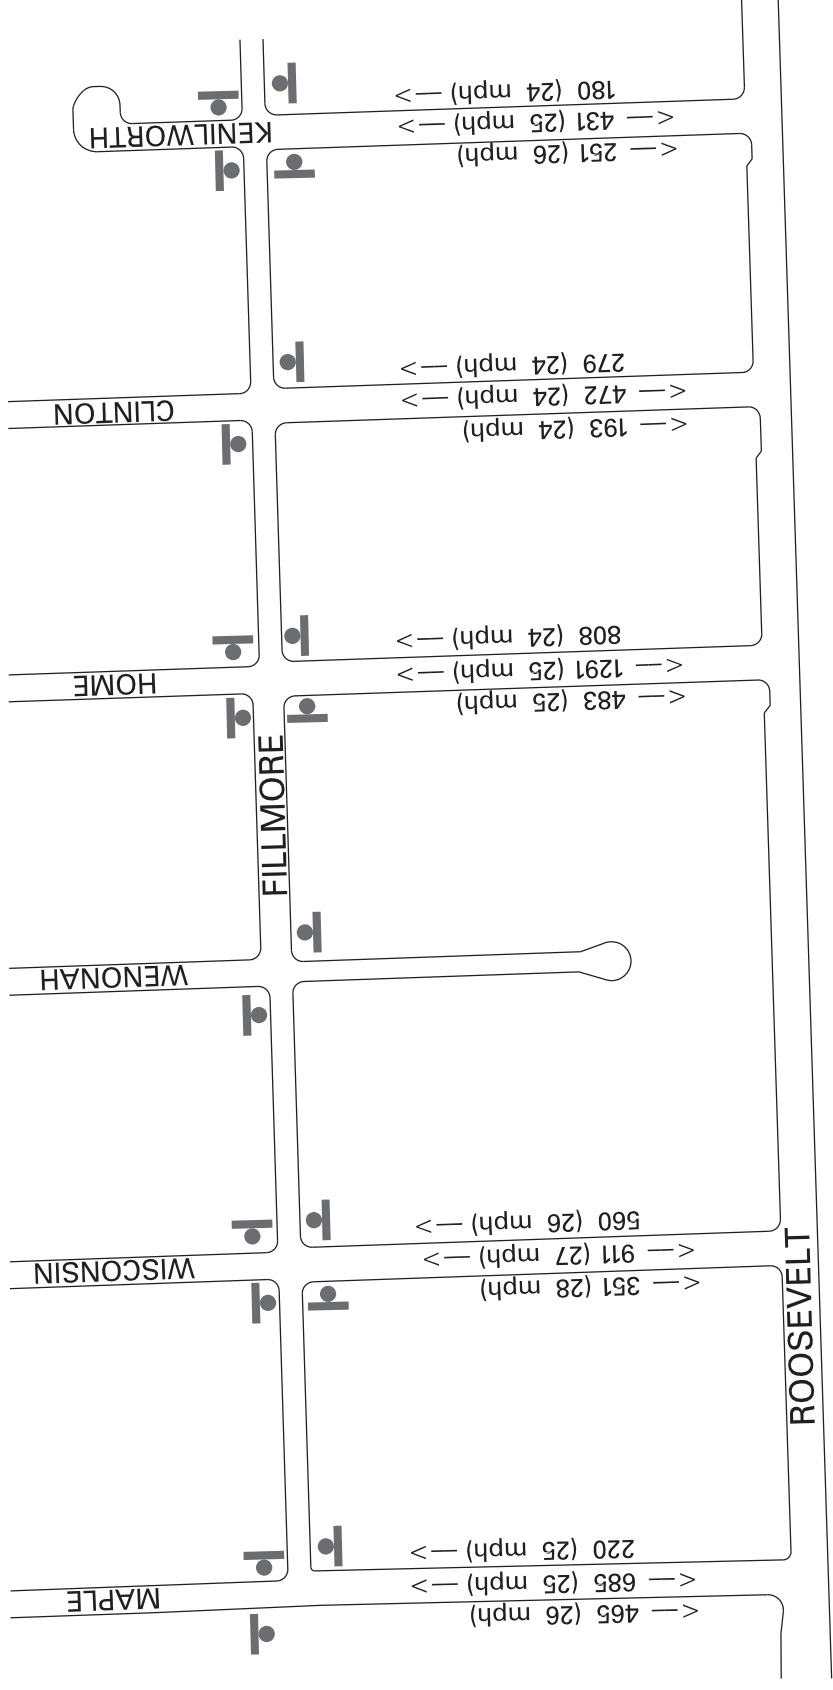 180 (24 mph) —>
<— 431 (25 mph) —>
KENILWORTH
<— 251 (26 mph)
279 (24 mph) —>
<— 472 (24 mph) —>
CLINTON
<— 193 (24 mph)
808 (24 mph) —>
<— 1291 (25 mph) —>
HOME
<— 483 (25 mph)
FILLMORE
WENONAH
560 (26 mph) —>
<— 911 (27 mph) —>
WISCONSIN
<— 351 (28 mph)
ROOSEVELT
220 (25 mph) —>
<— 685 (25 mph) —>
MAPLE
<— 465 (26 mph)